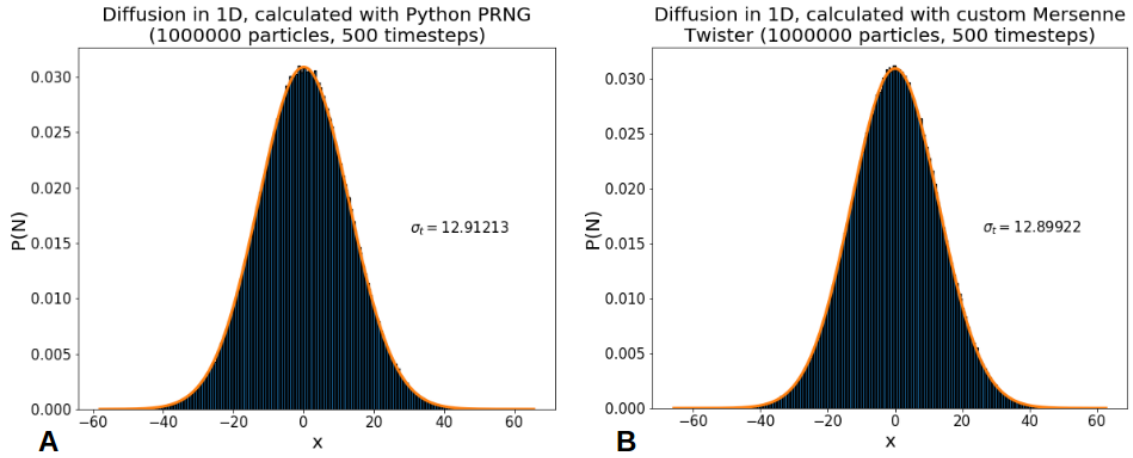 Diffusion in 1D, calculated with Python PRNG
(1000000 particles, 500 timesteps)
P(N)
0.030
0.025
0.020
0.015
0.010
0.005
0.000
σt = 12.91213
−60 −40 −20 0 20 40 60
x
A
Diffusion in 1D, calculated with custom Mersenne
Twister (1000000 particles, 500 timesteps)
P(N)
0.030
0.025
0.020
0.015
0.010
0.005
0.000
σt = 12.89922
−60 −40 −20 0 20 40 60
x
B